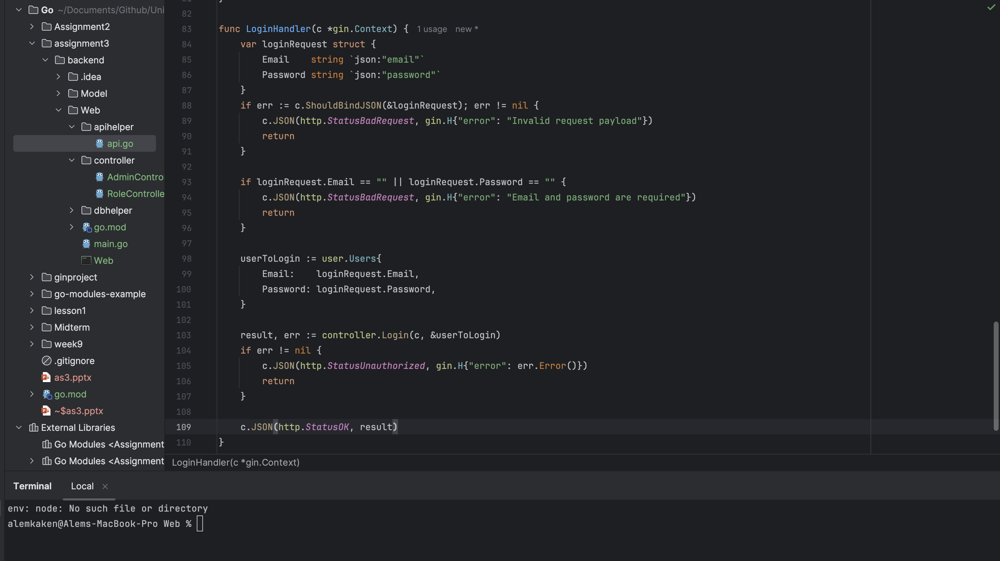 Go ~/Documents/Github/Uni
Assignment2
assignment3
backend
.idea
Model
Web
apihelper
api.go
controller
AdminControl
RoleControlle
dbhelper
go.mod
main.go
Web
ginproject
go-modules-example
lesson1
Midterm
week9
.gitignore
as3.pptx
go.mod
~$as3.pptx
External Libraries
Go Modules <Assignment
Go Modules <Assignment
82
83 func LoginHandler(c *gin.Context) { 1 usage new *
84 var loginRequest struct {
85 Email    string `json:"email"`
86 Password string `json:"password"`
87 }
88 if err := c.ShouldBindJSON(&loginRequest); err != nil {
89 c.JSON(http.StatusBadRequest, gin.H{"error": "Invalid request payload"})
90 return
91 }
92
93 if loginRequest.Email == "" || loginRequest.Password == "" {
94 c.JSON(http.StatusBadRequest, gin.H{"error": "Email and password are required"})
95 return
96 }
97
98 userToLogin := user.Users{
99 Email:    loginRequest.Email,
100 Password: loginRequest.Password,
101 }
102
103 result, err := controller.Login(c, &userToLogin)
104 if err != nil {
105 c.JSON(http.StatusUnauthorized, gin.H{"error": err.Error()})
106 return
107 }
108
109 c.JSON(http.StatusOK, result)
110 }
LoginHandler(c *gin.Context)
Terminal Local ×
env: node: No such file or directory
alemkaken@Alems-MacBook-Pro Web %